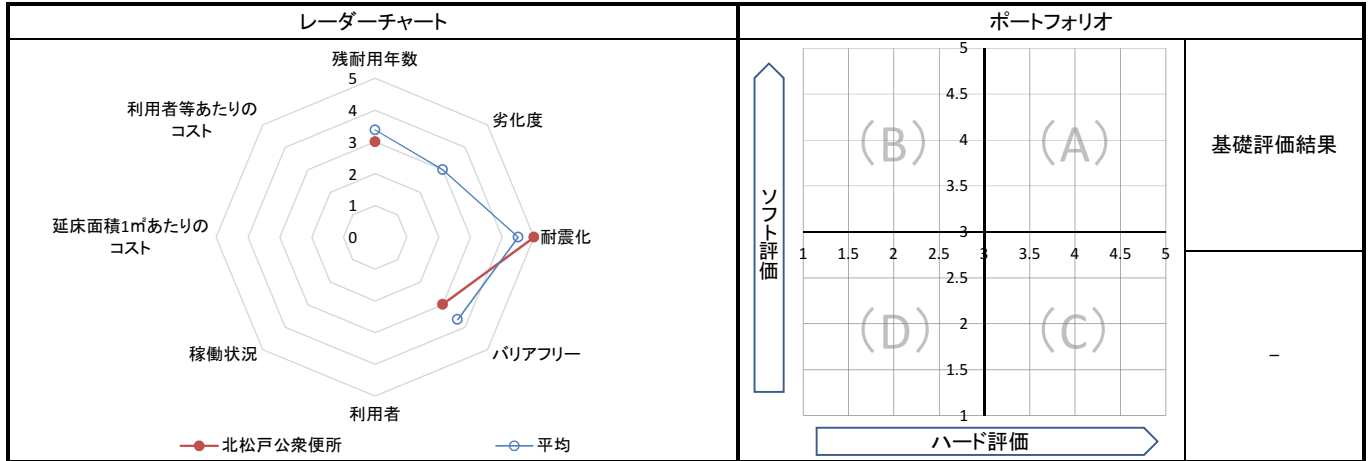 レーダーチャート
残耐用年数
劣化度
耐震化
バリアフリー
利用者
稼働状況
延床面積1㎡あたりの
コスト
利用者等あたりの
コスト
5
4
3
2
1
0
北松戸公衆便所
平均
ポートフォリオ
ソフト評価
5
4.5
4
3.5
3
2.5
2
1.5
1
1 1.5 2 2.5 3 3.5 4 4.5 5
（B）
（A）
（D）
（C）
ハード評価
基礎評価結果
–